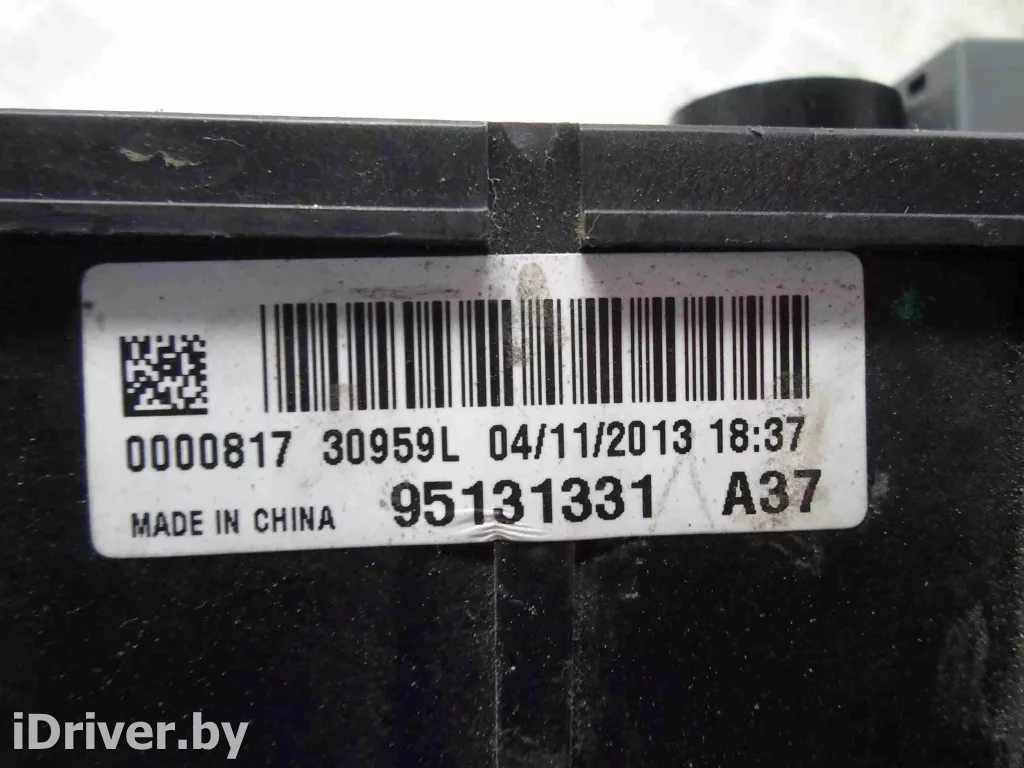 0000817 30959L 04/11/2013 18:37
MADE IN CHINA 95131331 A37
iDriver.by